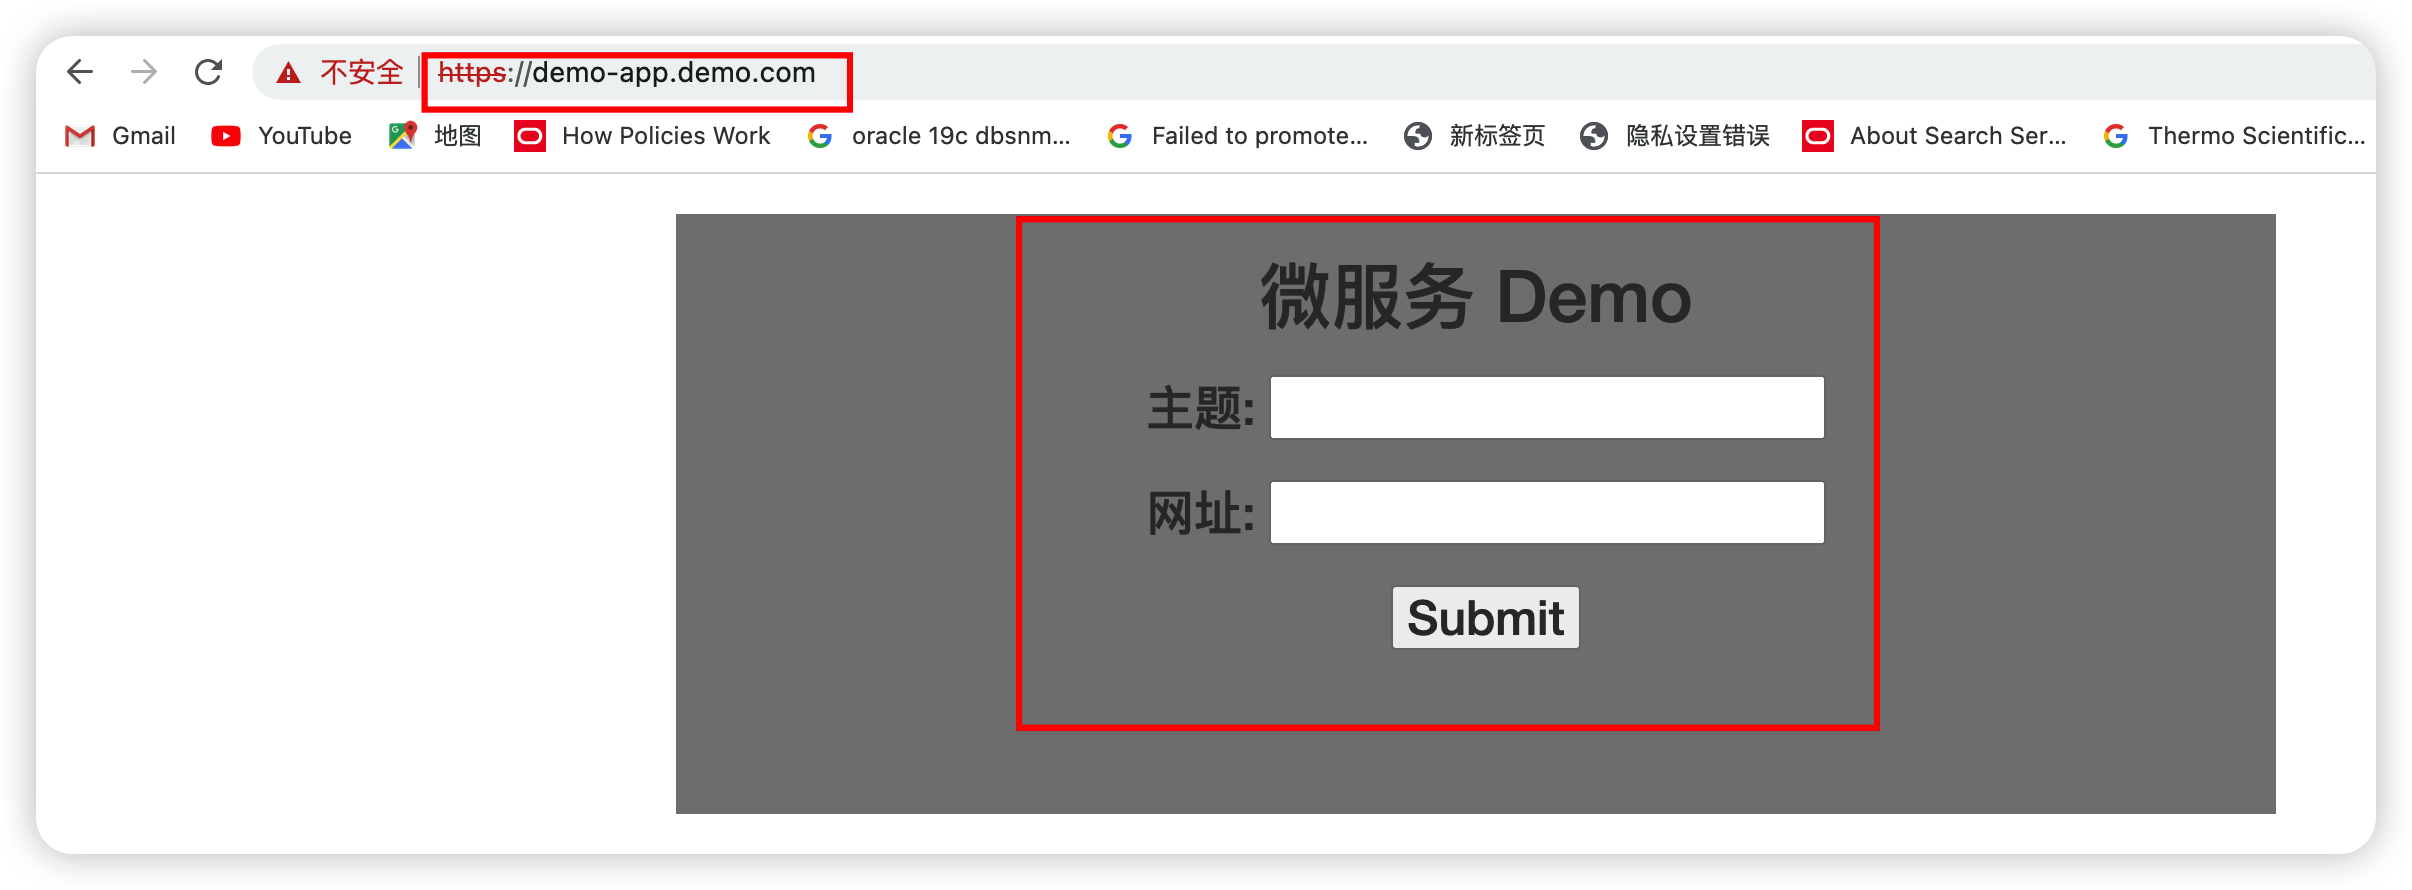 不安全 | https://demo-app.demo.com
Gmail YouTube 地图 How Policies Work oracle 19c dbsnm... Failed to promote... 新标签页 隐私设置错误 About Search Ser... Thermo Scientific...
微服务 Demo
主题:
网址:
Submit